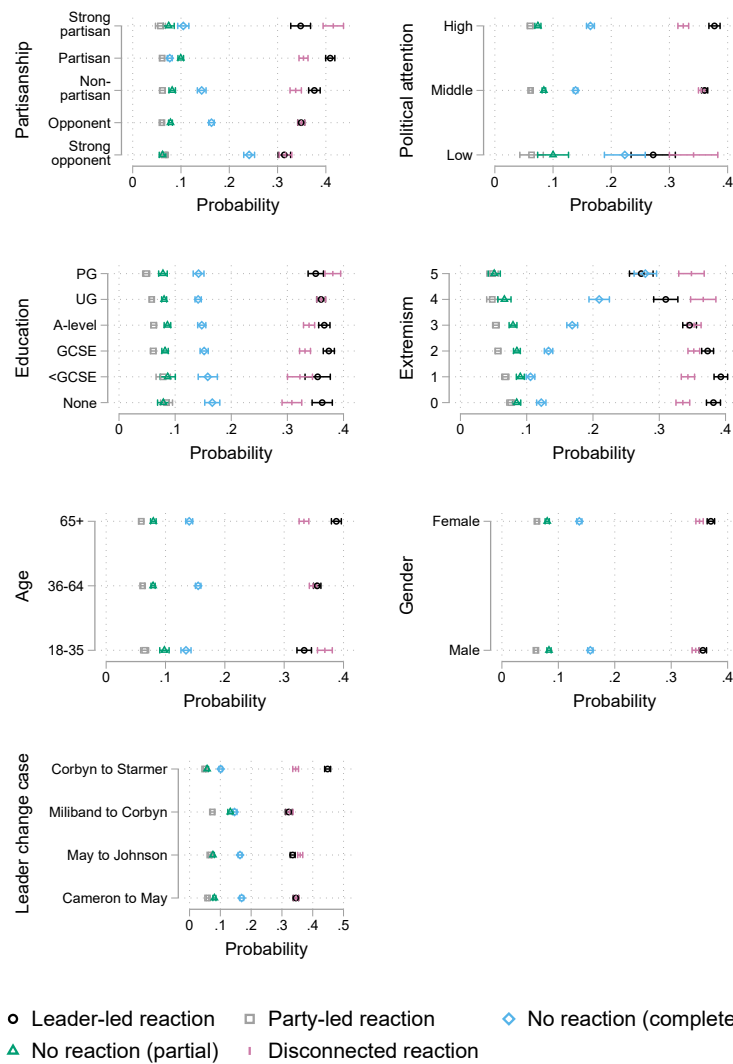 Partisanship
Strong
partisan
Partisan
Non-
partisan
Opponent
Strong
opponent
0 .1 .2 .3 .4
Probability
Political attention
High
Middle
Low
0 .1 .2 .3 .4
Probability
Education
PG
UG
A-level
GCSE
<GCSE
None
0 .1 .2 .3 .4
Probability
Extremism
5
4
3
2
1
0
0 .1 .2 .3 .4
Probability
Age
65+
36-64
18-35
0 .1 .2 .3 .4
Probability
Gender
Female
Male
0 .1 .2 .3 .4
Probability
Leader change case
Corbyn to Starmer
Miliband to Corbyn
May to Johnson
Cameron to May
0 .1 .2 .3 .4 .5
Probability
Leader-led reaction Party-led reaction No reaction (complete
No reaction (partial) Disconnected reaction